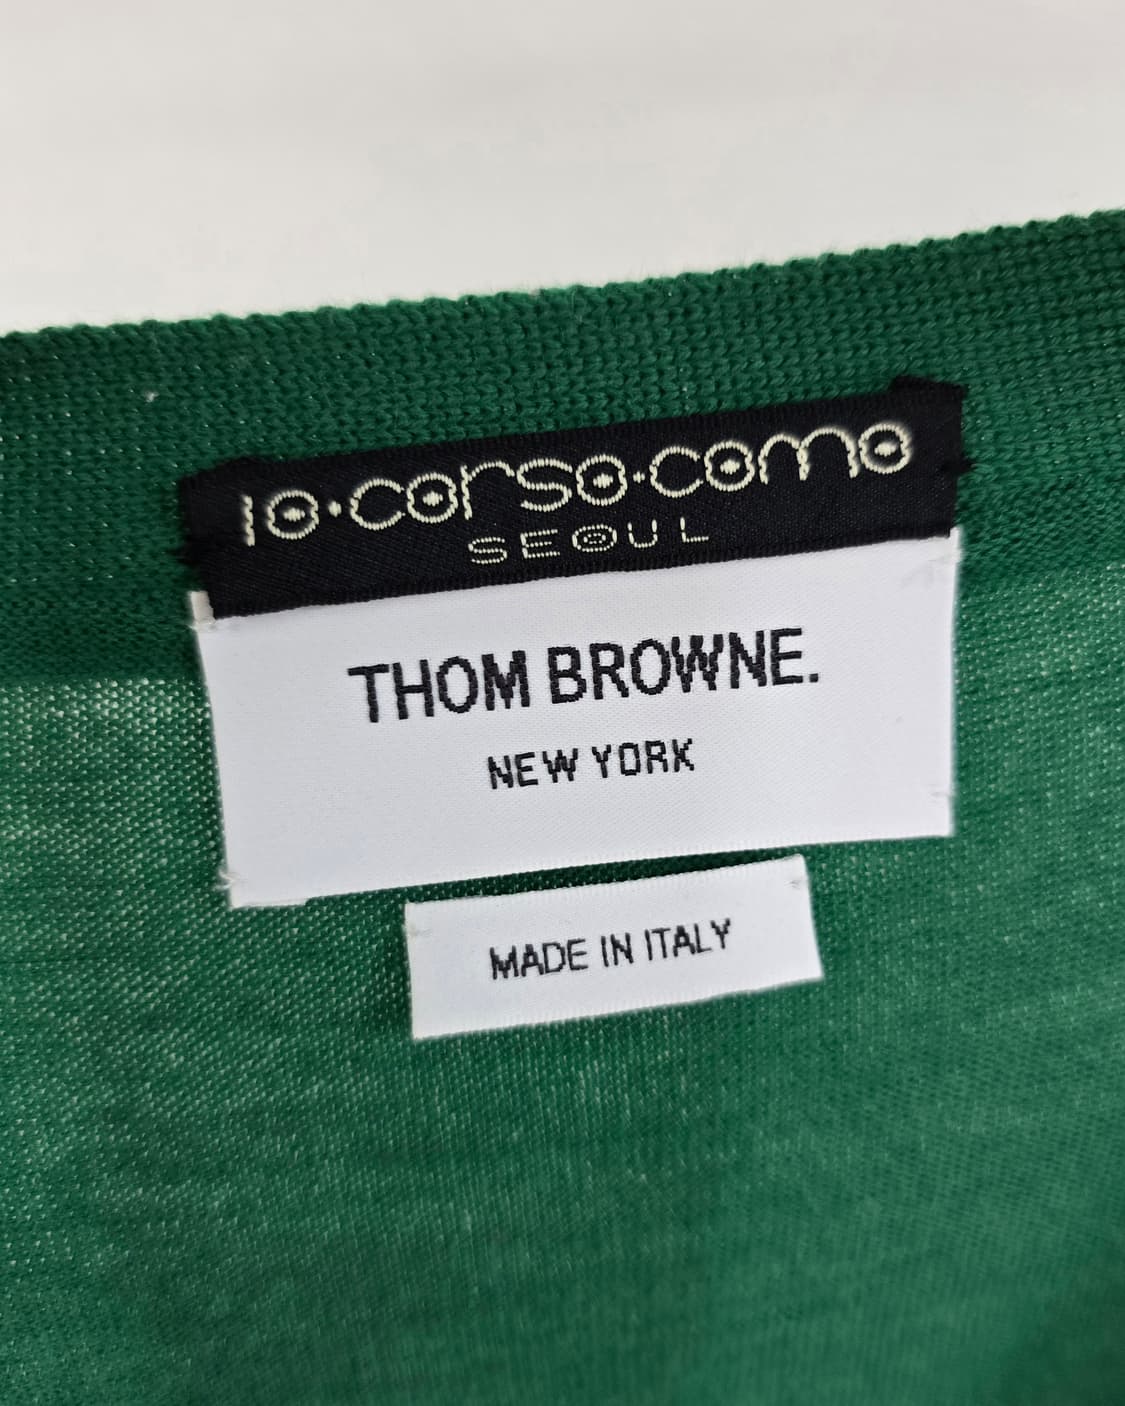 10·corso·como
SEOUL
THOM BROWNE.
NEW YORK
MADE IN ITALY